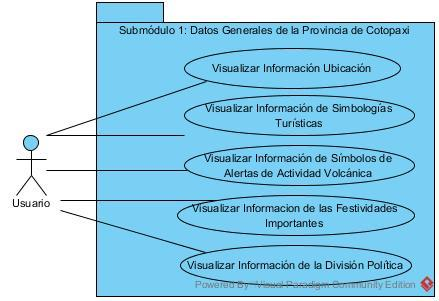 Submódulo 1: Datos Generales de la Provincia de Cotopaxi
Visualizar Información Ubicación
Visualizar Información de Simbologías
Turísticas
Visualizar Información de Símbolos de
Alertas de Actividad Volcánica
Usuario
Visualizar Informacion de las Festividades
Importantes
Visualizar Información de la División Política
Powered By Visual Paradigm Community Edition